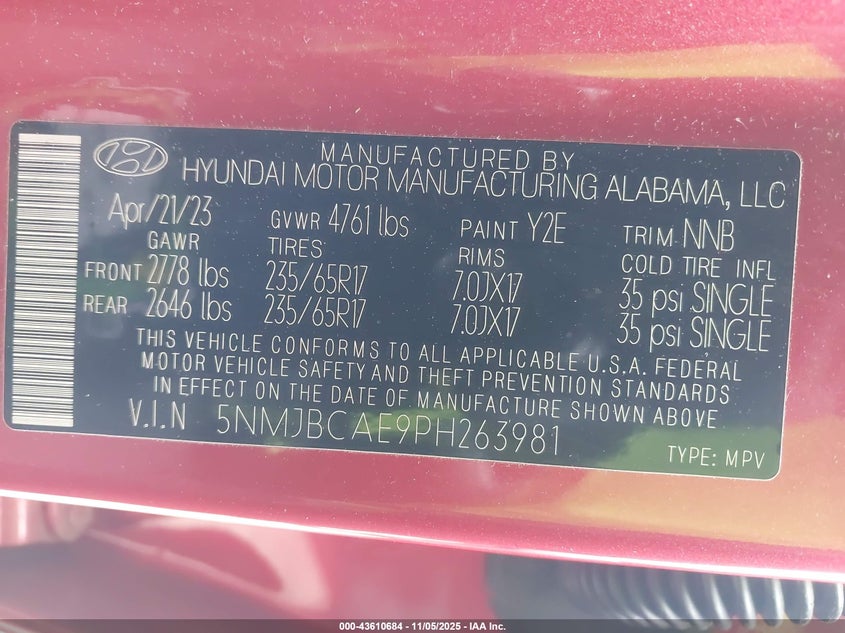 MANUFACTURED BY
HYUNDAI MOTOR MANUFACTURING ALABAMA, LLC
Apr/21/23 GVWR 4761 lbs PAINT Y2E TRIM NNB
GAWR TIRES RIMS COLD TIRE INFL
FRONT 2778 lbs 235/65R17 7.0JX17 35 psi SINGLE
REAR 2646 lbs 235/65R17 7.0JX17 35 psi SINGLE
THIS VEHICLE CONFORMS TO ALL APPLICABLE U.S.A. FEDERAL
MOTOR VEHICLE SAFETY AND THEFT PREVENTION STANDARDS
IN EFFECT ON THE DATE OF MANUFACTURE SHOWN ABOVE
V.I.N 5NMJBCAE9PH263981
TYPE: MPV
000-43610684 - 11/05/2025 - IAA Inc.